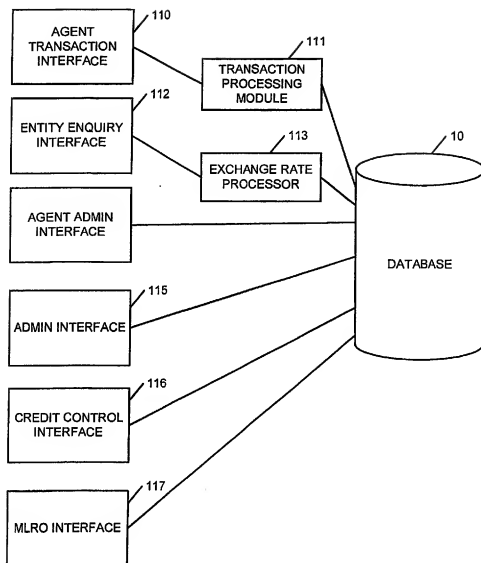 AGENT
TRANSACTION
INTERFACE
110
TRANSACTION
PROCESSING
MODULE
111
ENTITY ENQUIRY
INTERFACE
112
EXCHANGE RATE
PROCESSOR
113
10
DATABASE
AGENT ADMIN
INTERFACE
ADMIN INTERFACE
115
CREDIT CONTROL
INTERFACE
116
MLRO INTERFACE
117